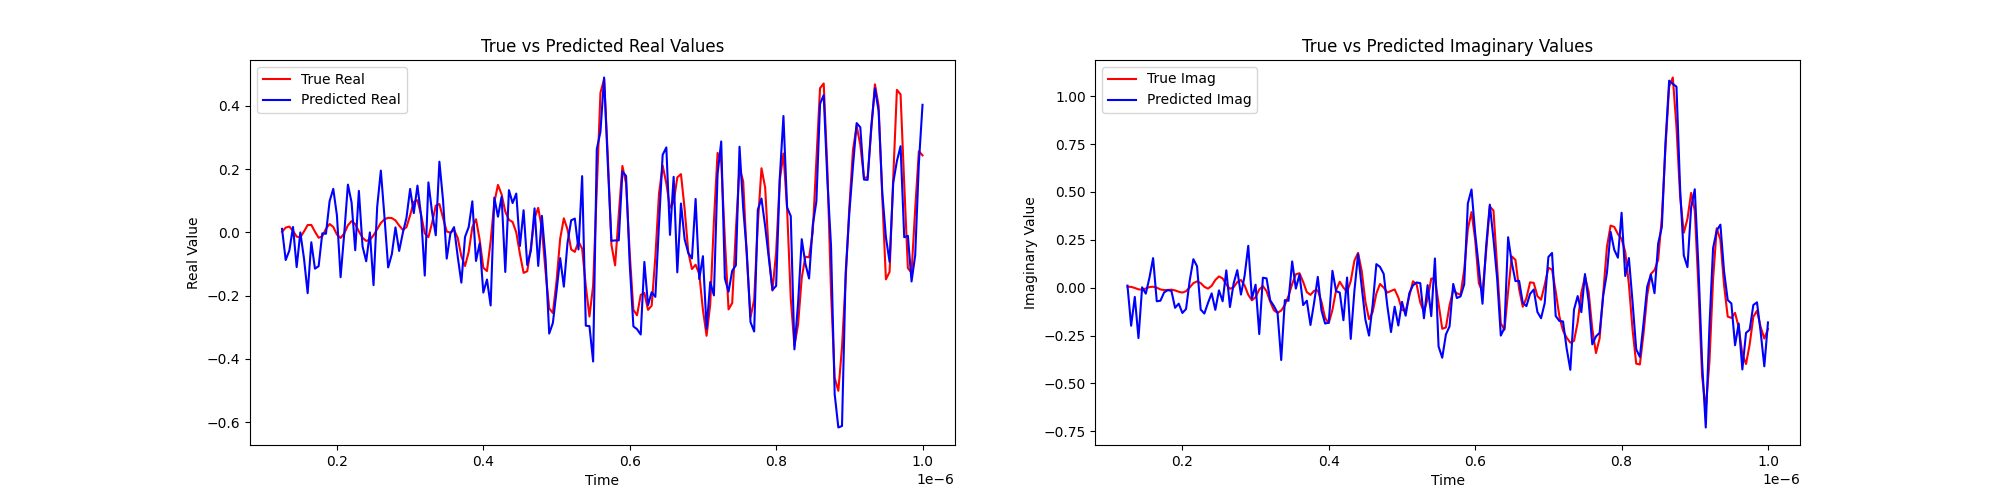 True vs Predicted Real Values
True Real
Predicted Real
Real Value
0.4
0.2
0.0
−0.2
−0.4
−0.6
0.2
0.4
0.6
0.8
1.0
1e−6
Time
True vs Predicted Imaginary Values
True Imag
Predicted Imag
Imaginary Value
1.00
0.75
0.50
0.25
0.00
−0.25
−0.50
−0.75
0.2
0.4
0.6
0.8
1.0
1e−6
Time